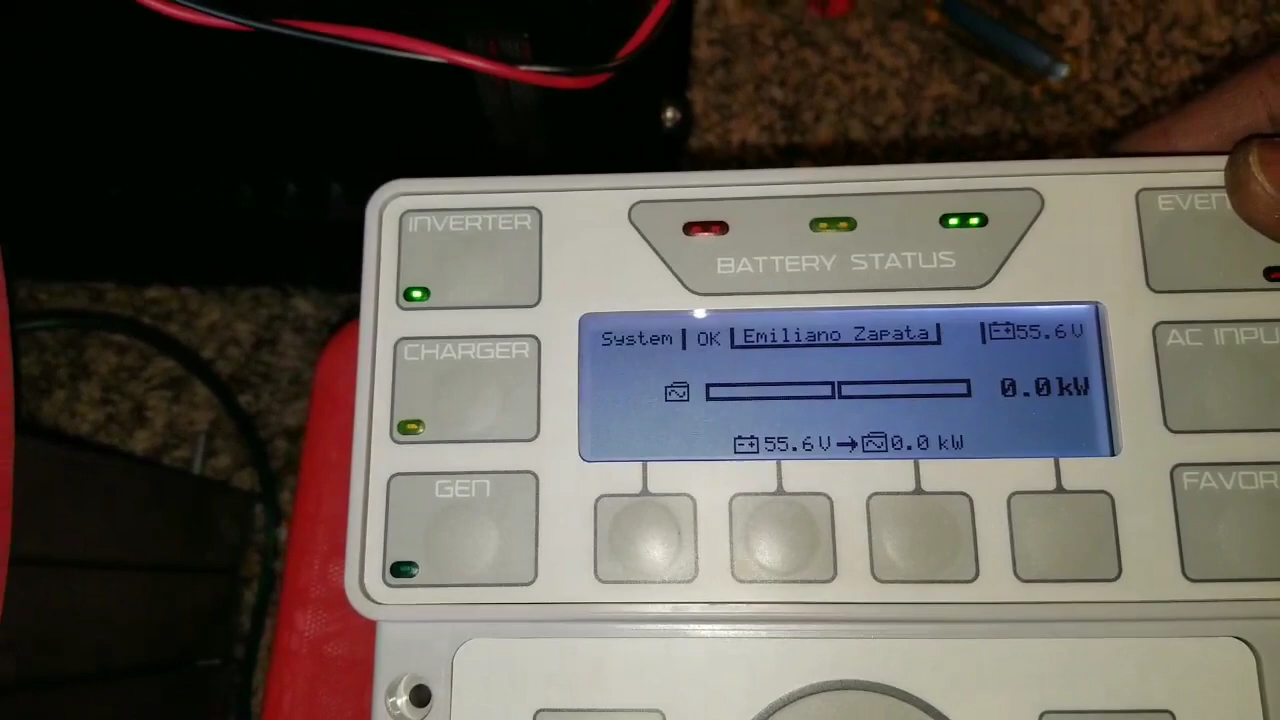 INVERTER
BATTERY STATUS
EVEN
System | OK | Emiliano Zapata | 55.6V
CHARGER
AC INPU
0.0kW
55.6V→0.0 kW
GEN
FAVOR